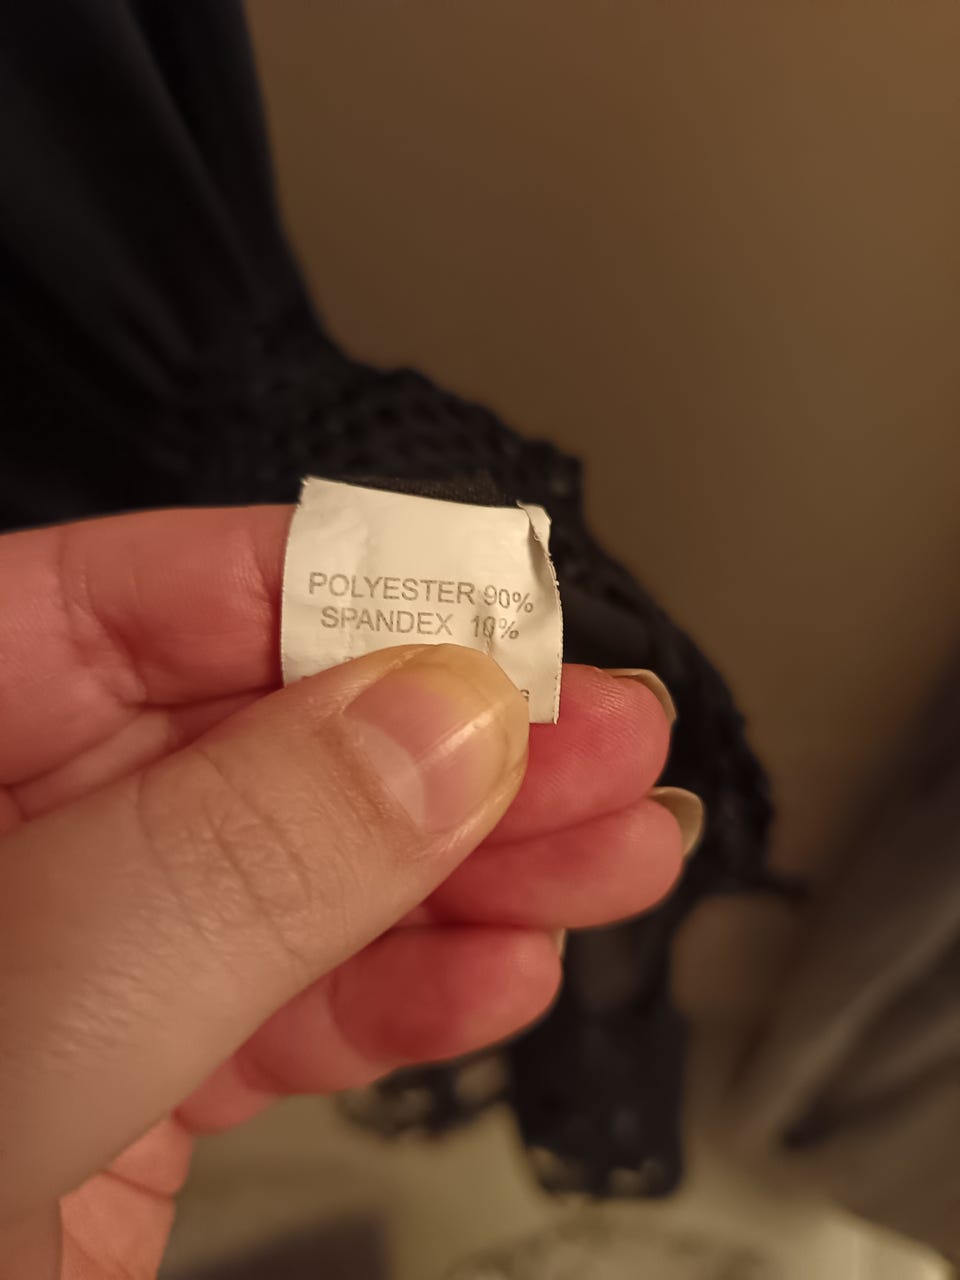 POLYESTER 90%
SPANDEX 10%